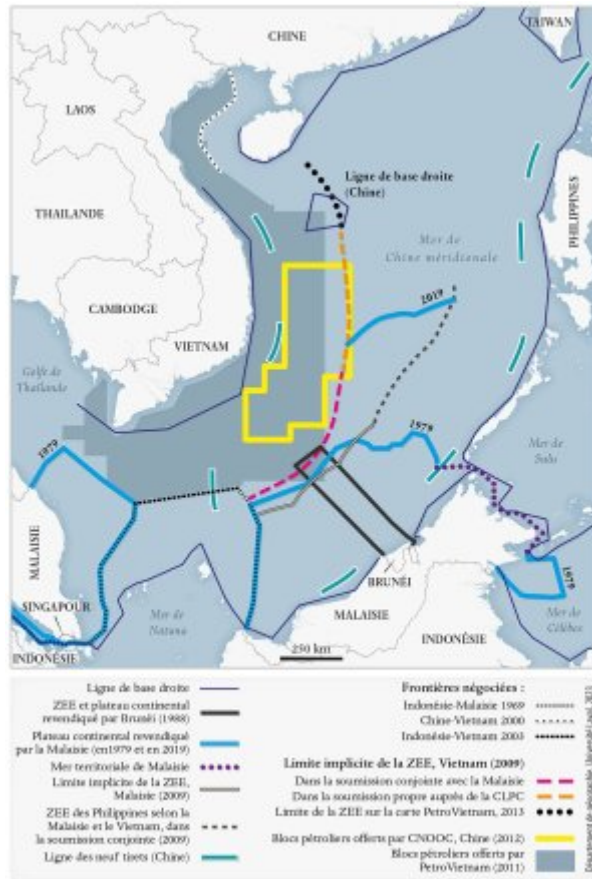 TAIWAN
CHINE
LAOS
Ligne de base droite
(Chine)
PHILIPPINES
THAILANDE
Mer de
Chine méridionale
2019
CAMBODGE
VIETNAM
Golfe de
Thaïlande
1979
1979
Mer de
Sulu
MALAISIE
SINGAPOUR
INDONÉSIE
Mer de
Natuna
BRUNÉI
MALAISIE
INDONÉSIE
1979
Mer de
Célèbes
250 km
Ligne de base droite
ZEE et plateau continental
revendiqué par Brunéi (1988)
Plateau continental revendiqué
par la Malaisie (en1979 et en 2019)
Mer territoriale de Malaisie
Limite implicite de la ZEE,
Malaisie (2009)
ZEE des Philippines selon la
Malaisie et le Vietnam, dans
la soumission conjointe (2009)
Ligne des neuf tirets (Chine)
Frontières négociées :
Indonésie-Malaisie 1969
Chine-Vietnam 2000
Indonésie-Vietnam 2003
Limite implicite de la ZEE, Vietnam (2009)
Dans la soumission conjointe avec la Malaisie
Dans la soumission propre auprès de la CLPC
Limite de la ZEE sur la carte PetroVietnam, 2013
Blocs pétroliers offerts par CNOOC, Chine (2012)
Blocs pétroliers offerts par
PetroVietnam (2011)
Département de géographie, Université Laval, 2021